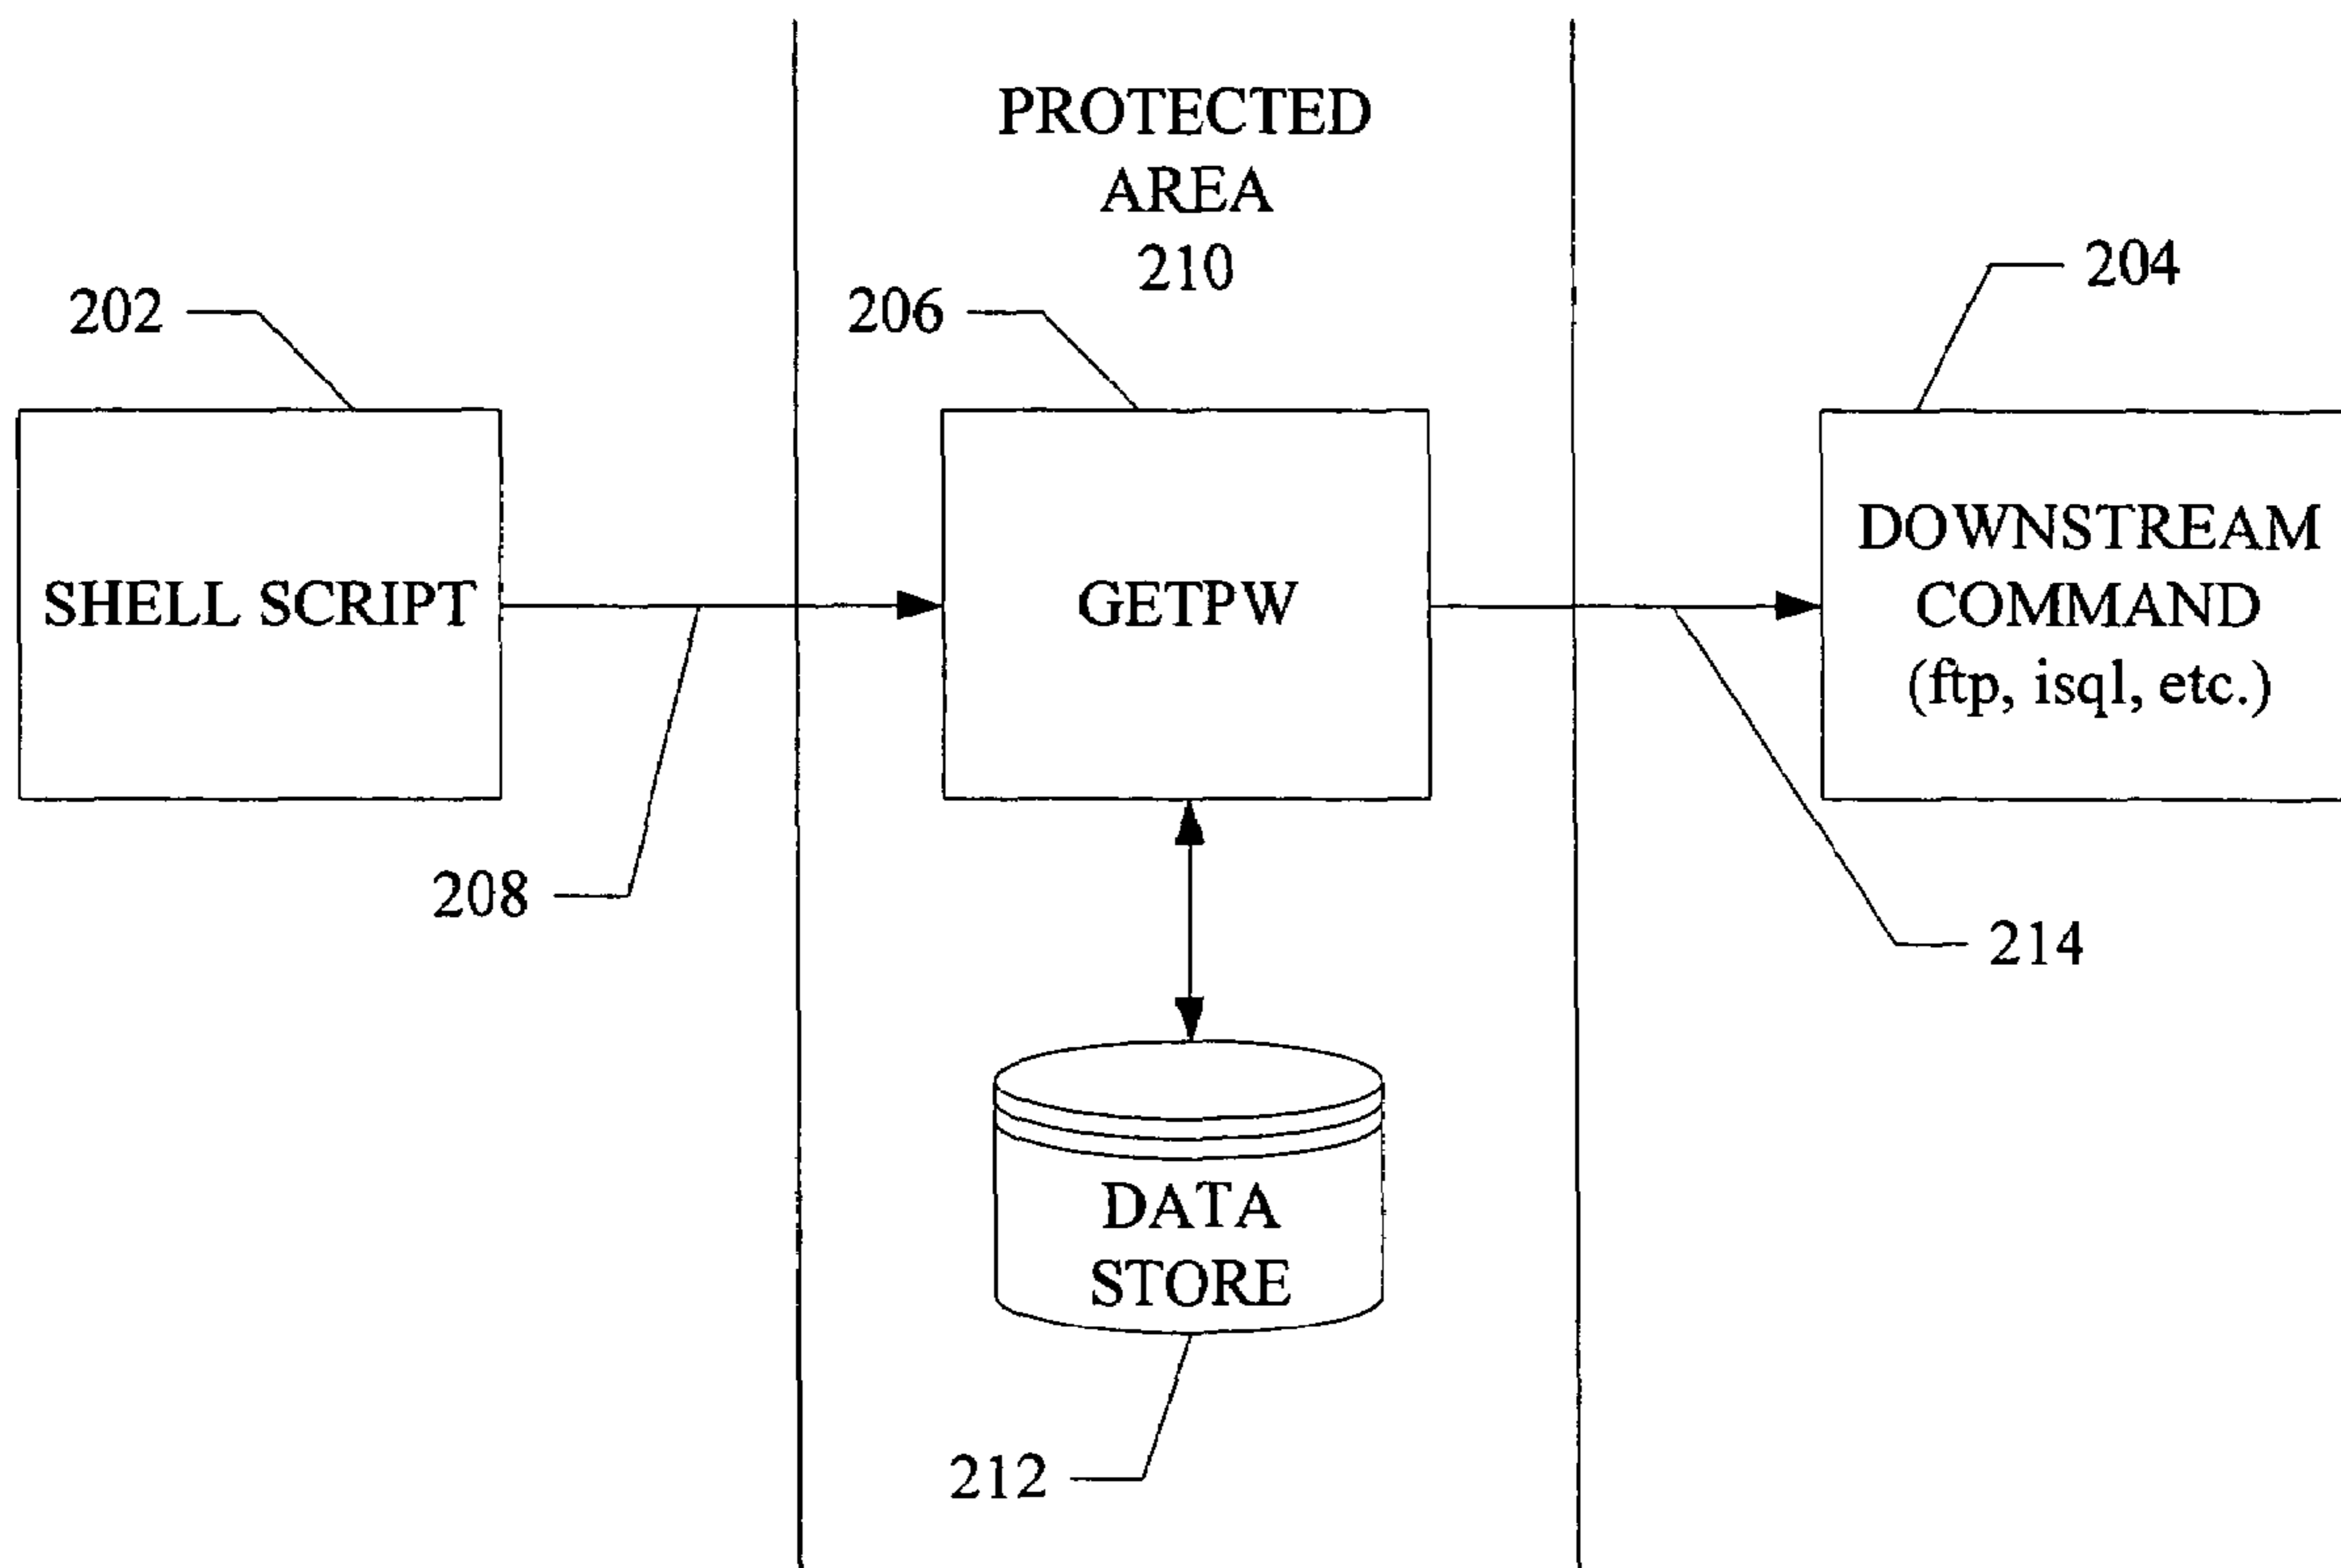 PROTECTED
AREA
210
202
206
204
SHELL SCRIPT
GETPW
DOWNSTREAM
COMMAND
(ftp, isql, etc.)
208
214
DATA
STORE
212